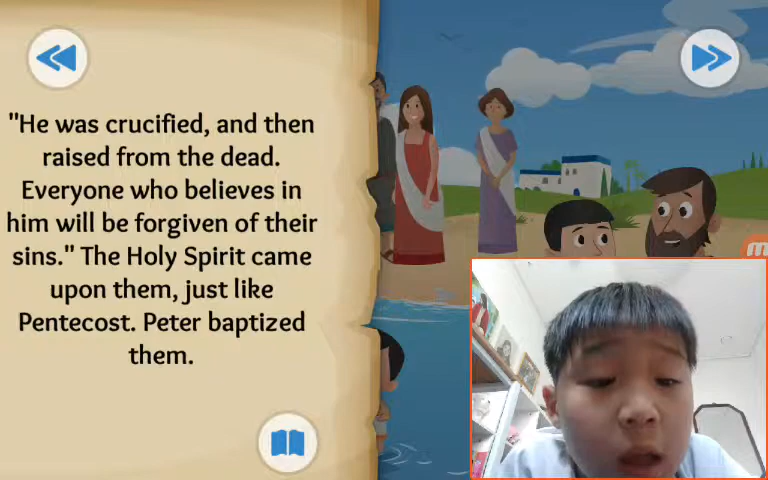 "He was crucified, and then
raised from the dead.
Everyone who believes in
him will be forgiven of their
sins." The Holy Spirit came
upon them, just like
Pentecost. Peter baptized
them.